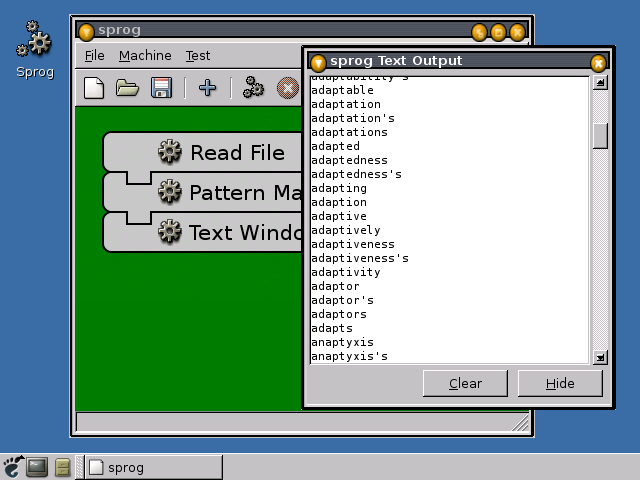 Sprog
sprog
File Machine Test
Read File
Pattern Ma
Text Windo
sprog Text Output
adaptability's
adaptable
adaptation
adaptation's
adaptations
adapted
adaptedness
adaptedness's
adapting
adaption
adaptive
adaptively
adaptiveness
adaptiveness's
adaptivity
adaptor
adaptor's
adaptors
adapts
anaptyxis
anaptyxis's
Clear Hide
sprog